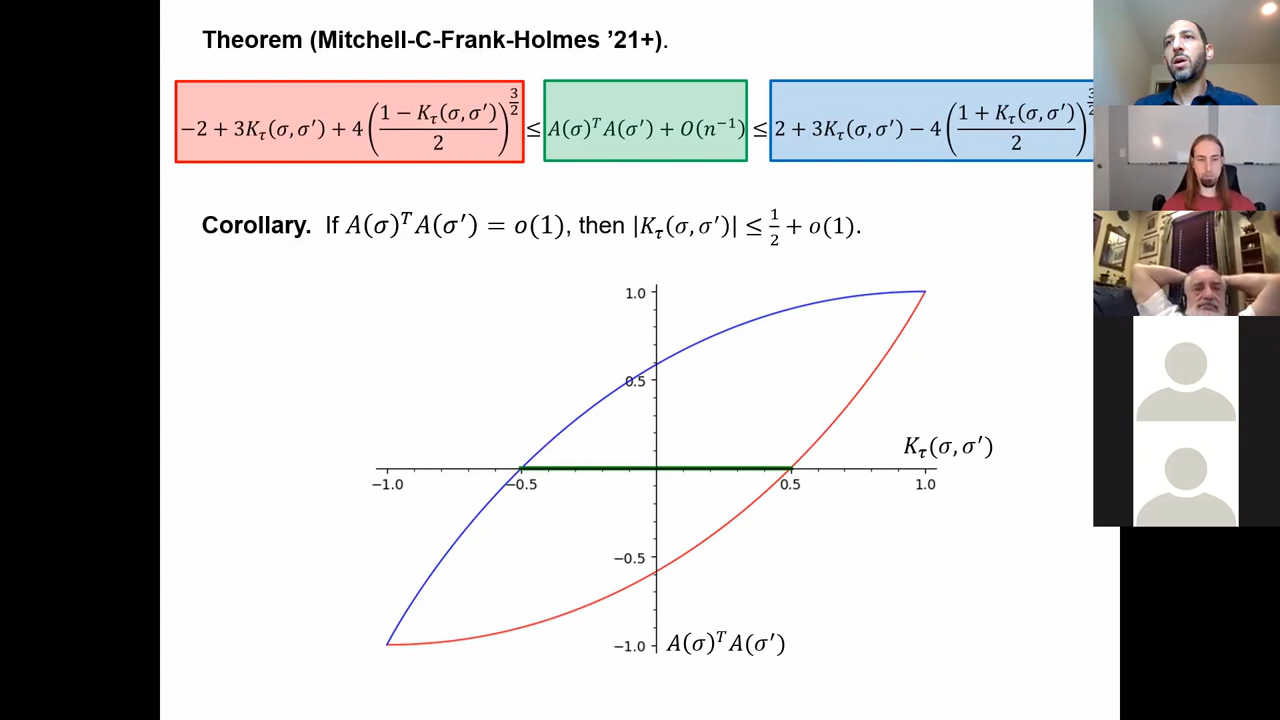 Theorem (Mitchell-C-Frank-Holmes ’21+).
−2 + 3K_τ(σ, σ′) + 4((1 − K_τ(σ, σ′))/2)^{3/2} ≤ A(σ)^T A(σ′) + O(n^{−1}) ≤ 2 + 3K_τ(σ, σ′) − 4((1 + K_τ(σ, σ′))/2)^{3/2}
Corollary. If A(σ)^T A(σ′) = o(1), then |K_τ(σ, σ′)| ≤ 1/2 + o(1).
1.0
0.5
K_τ(σ, σ′)
−1.0 −0.5 0.5 1.0
−0.5
−1.0 A(σ)^T A(σ′)